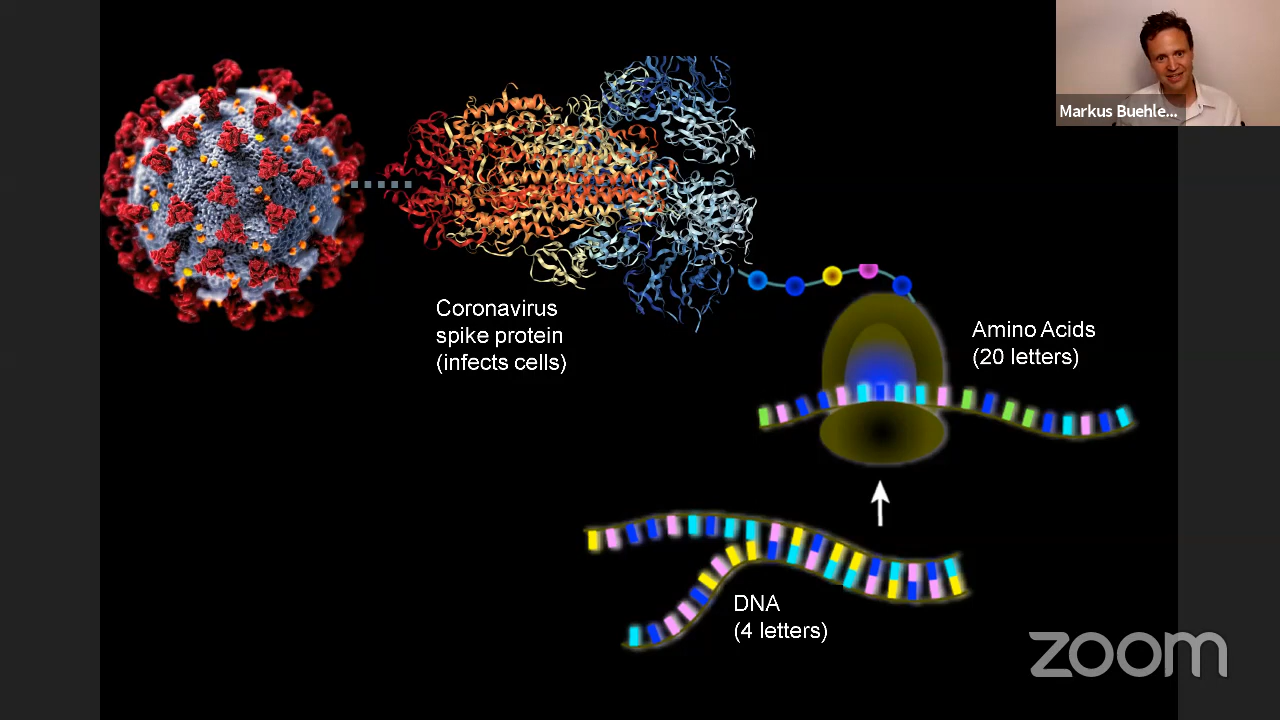 Markus Buehle...
Coronavirus
spike protein
(infects cells)
Amino Acids
(20 letters)
DNA
(4 letters)
zoom